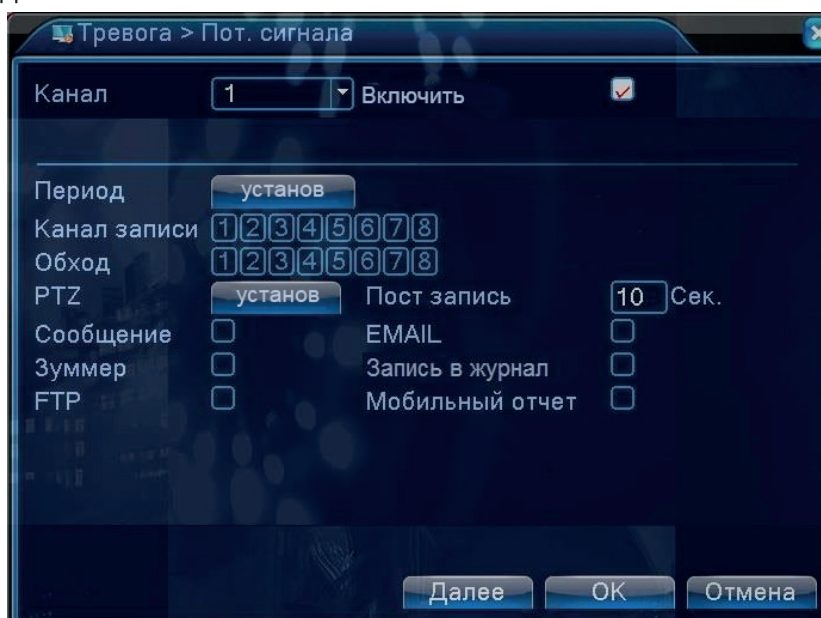 Тревога > Пот. сигнала
Канал 1 Включить
Период установ
Канал записи 1 2 3 4 5 6 7 8
Обход 1 2 3 4 5 6 7 8
PTZ установ Пост запись 10 Сек.
Сообщение EMAIL
Зуммер Запись в журнал
FTP Мобильный отчет
Далее OK Отмена